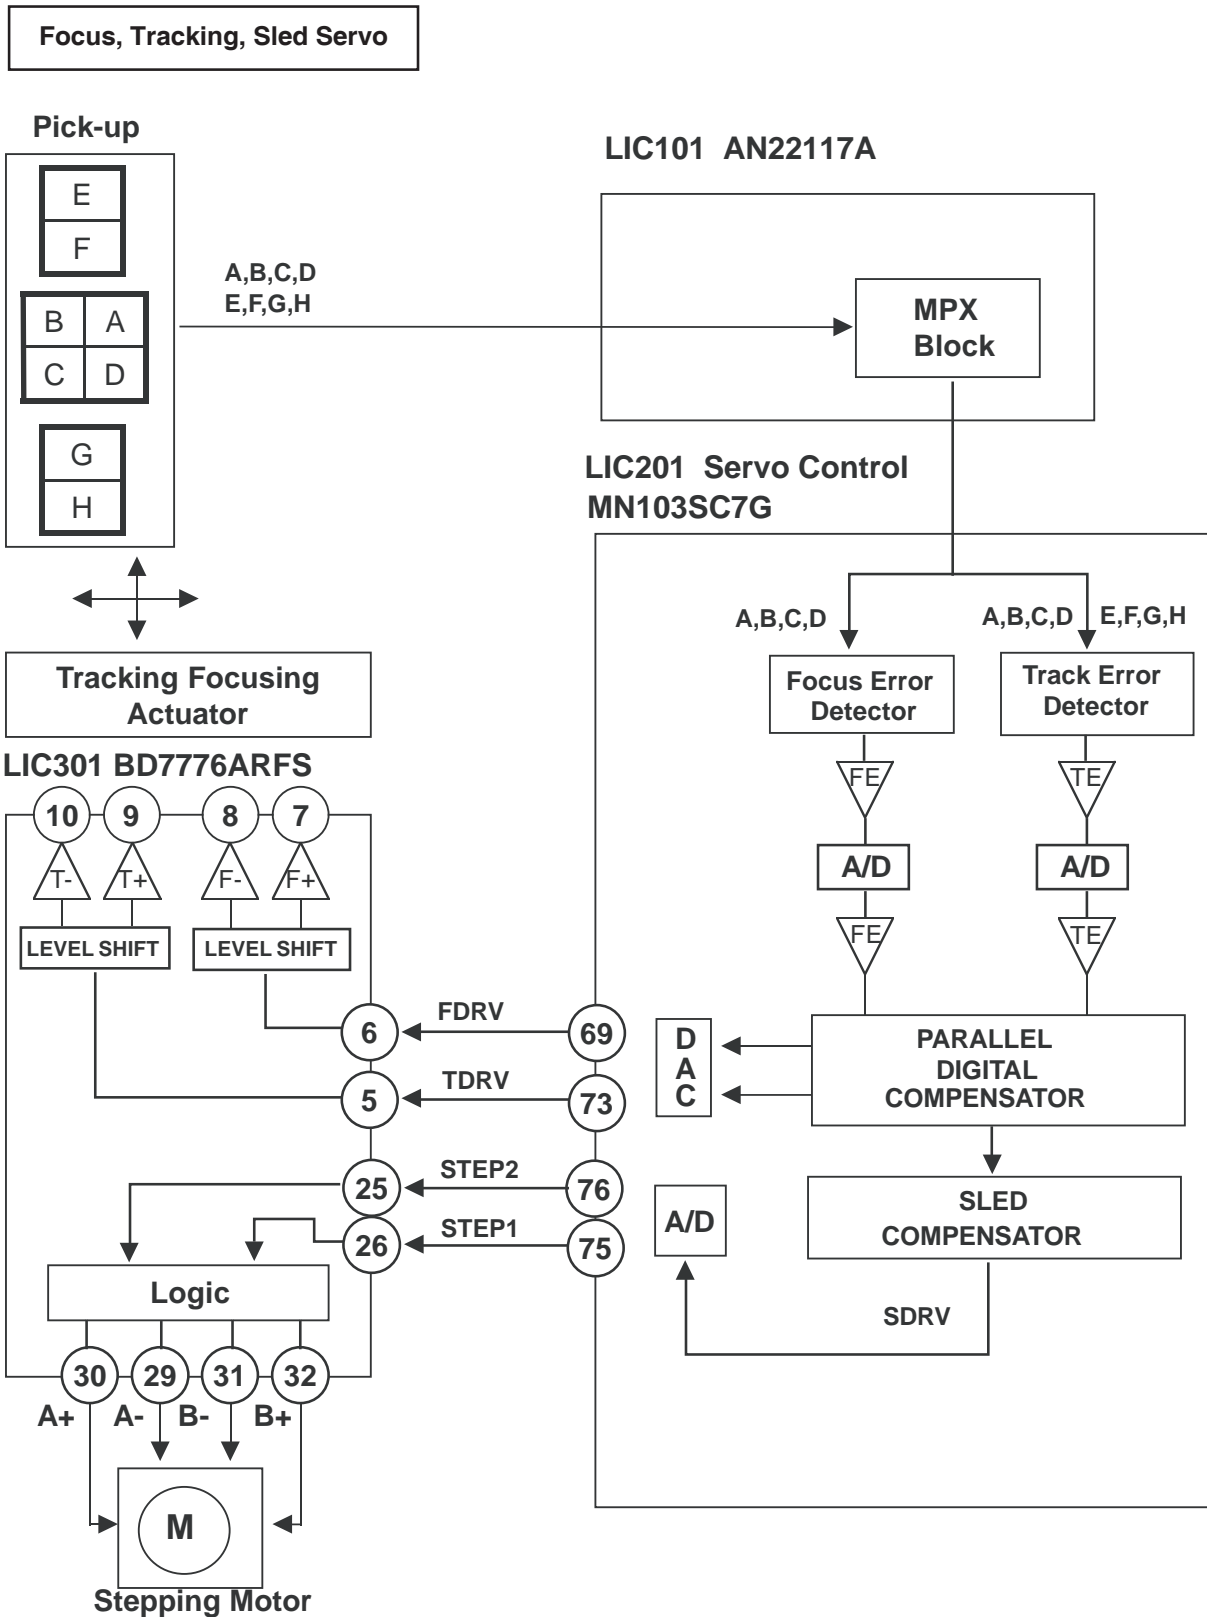 Focus, Tracking, Sled Servo
Pick-up
E
F
B A
C D
G
H
A,B,C,D
E,F,G,H
LIC101 AN22117A
MPX
Block
LIC201 Servo Control
MN103SC7G
A,B,C,D
A,B,C,D E,F,G,H
Focus Error
Detector
Track Error
Detector
FE
TE
A/D
A/D
FE
TE
PARALLEL
DIGITAL
COMPENSATOR
D
A
C
SLED
COMPENSATOR
A/D
SDRV
Tracking Focusing
Actuator
LIC301 BD7776ARFS
10 9 8 7
T- T+ F- F+
LEVEL SHIFT LEVEL SHIFT
6 FDRV 69
5 TDRV 73
25 STEP2 76
26 STEP1 75
Logic
30 29 31 32
A+ A- B- B+
M
Stepping Motor